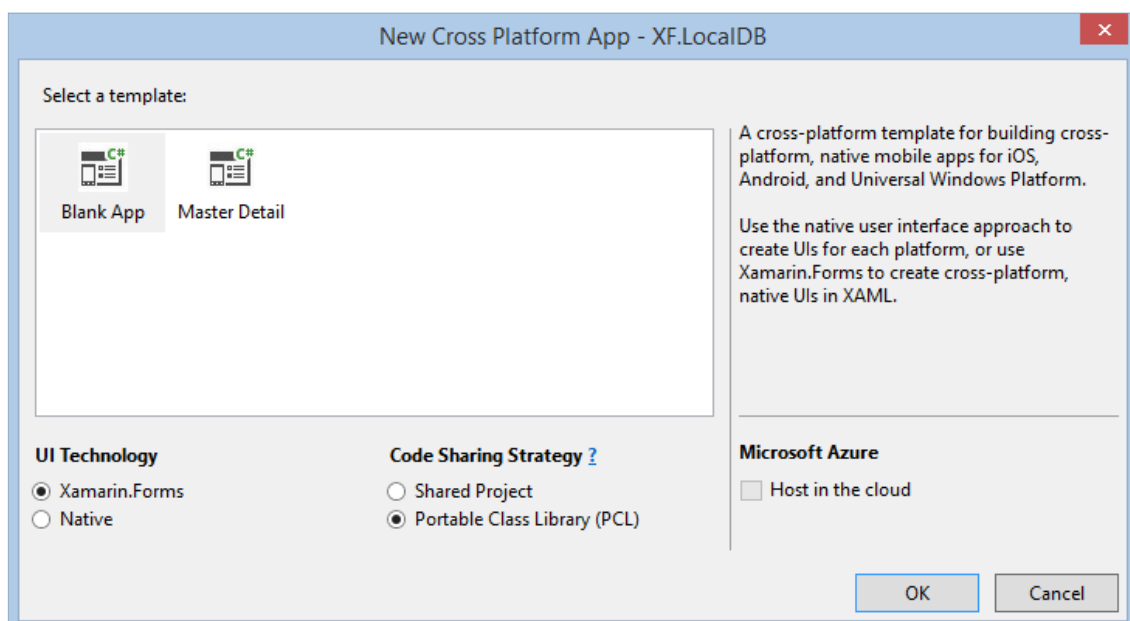 New Cross Platform App - XF.LocalDB
Select a template:
C#
C#
Blank App
Master Detail
A cross-platform template for building cross-
platform, native mobile apps for iOS,
Android, and Universal Windows Platform.
Use the native user interface approach to
create UIs for each platform, or use
Xamarin.Forms to create cross-platform,
native UIs in XAML.
UI Technology
Xamarin.Forms
Native
Code Sharing Strategy ?
Shared Project
Portable Class Library (PCL)
Microsoft Azure
Host in the cloud
OK
Cancel